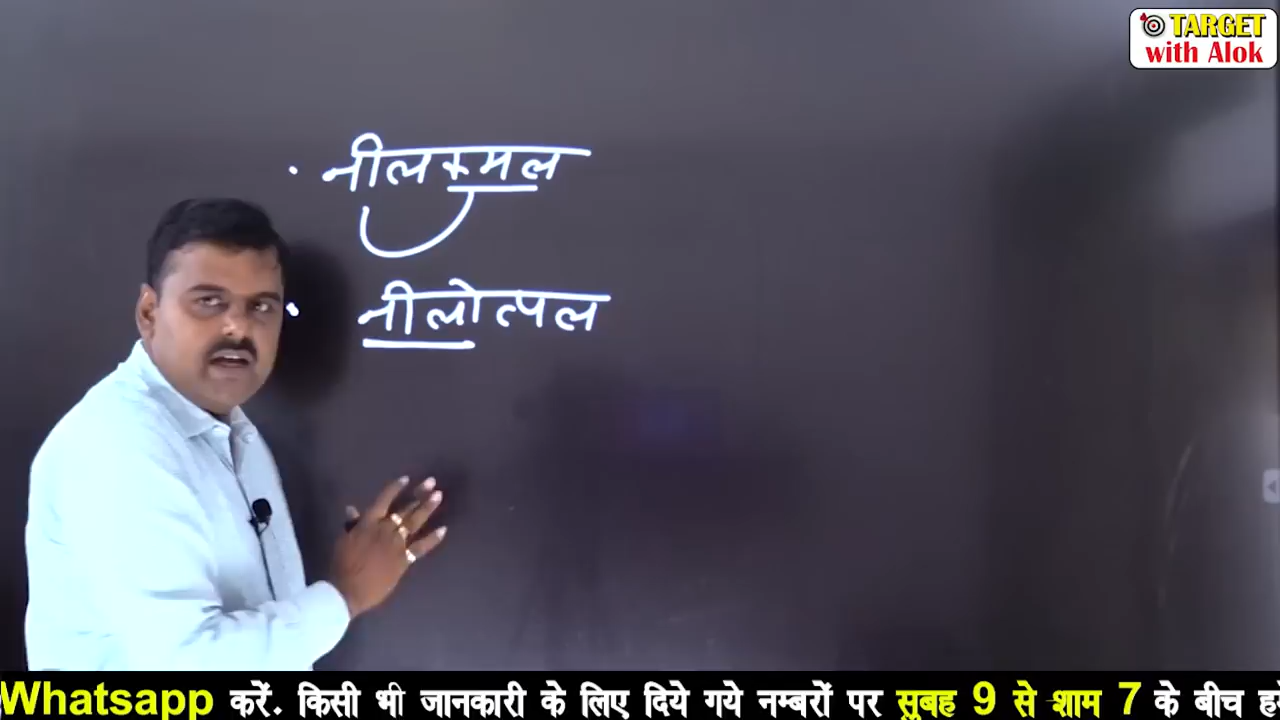 TARGET
with Alok
नीलकमल
नीलोत्पल
Whatsapp करें. किसी भी जानकारी के लिए दिये गये नम्बरों पर सुबह 9 से शाम 7 के बीच